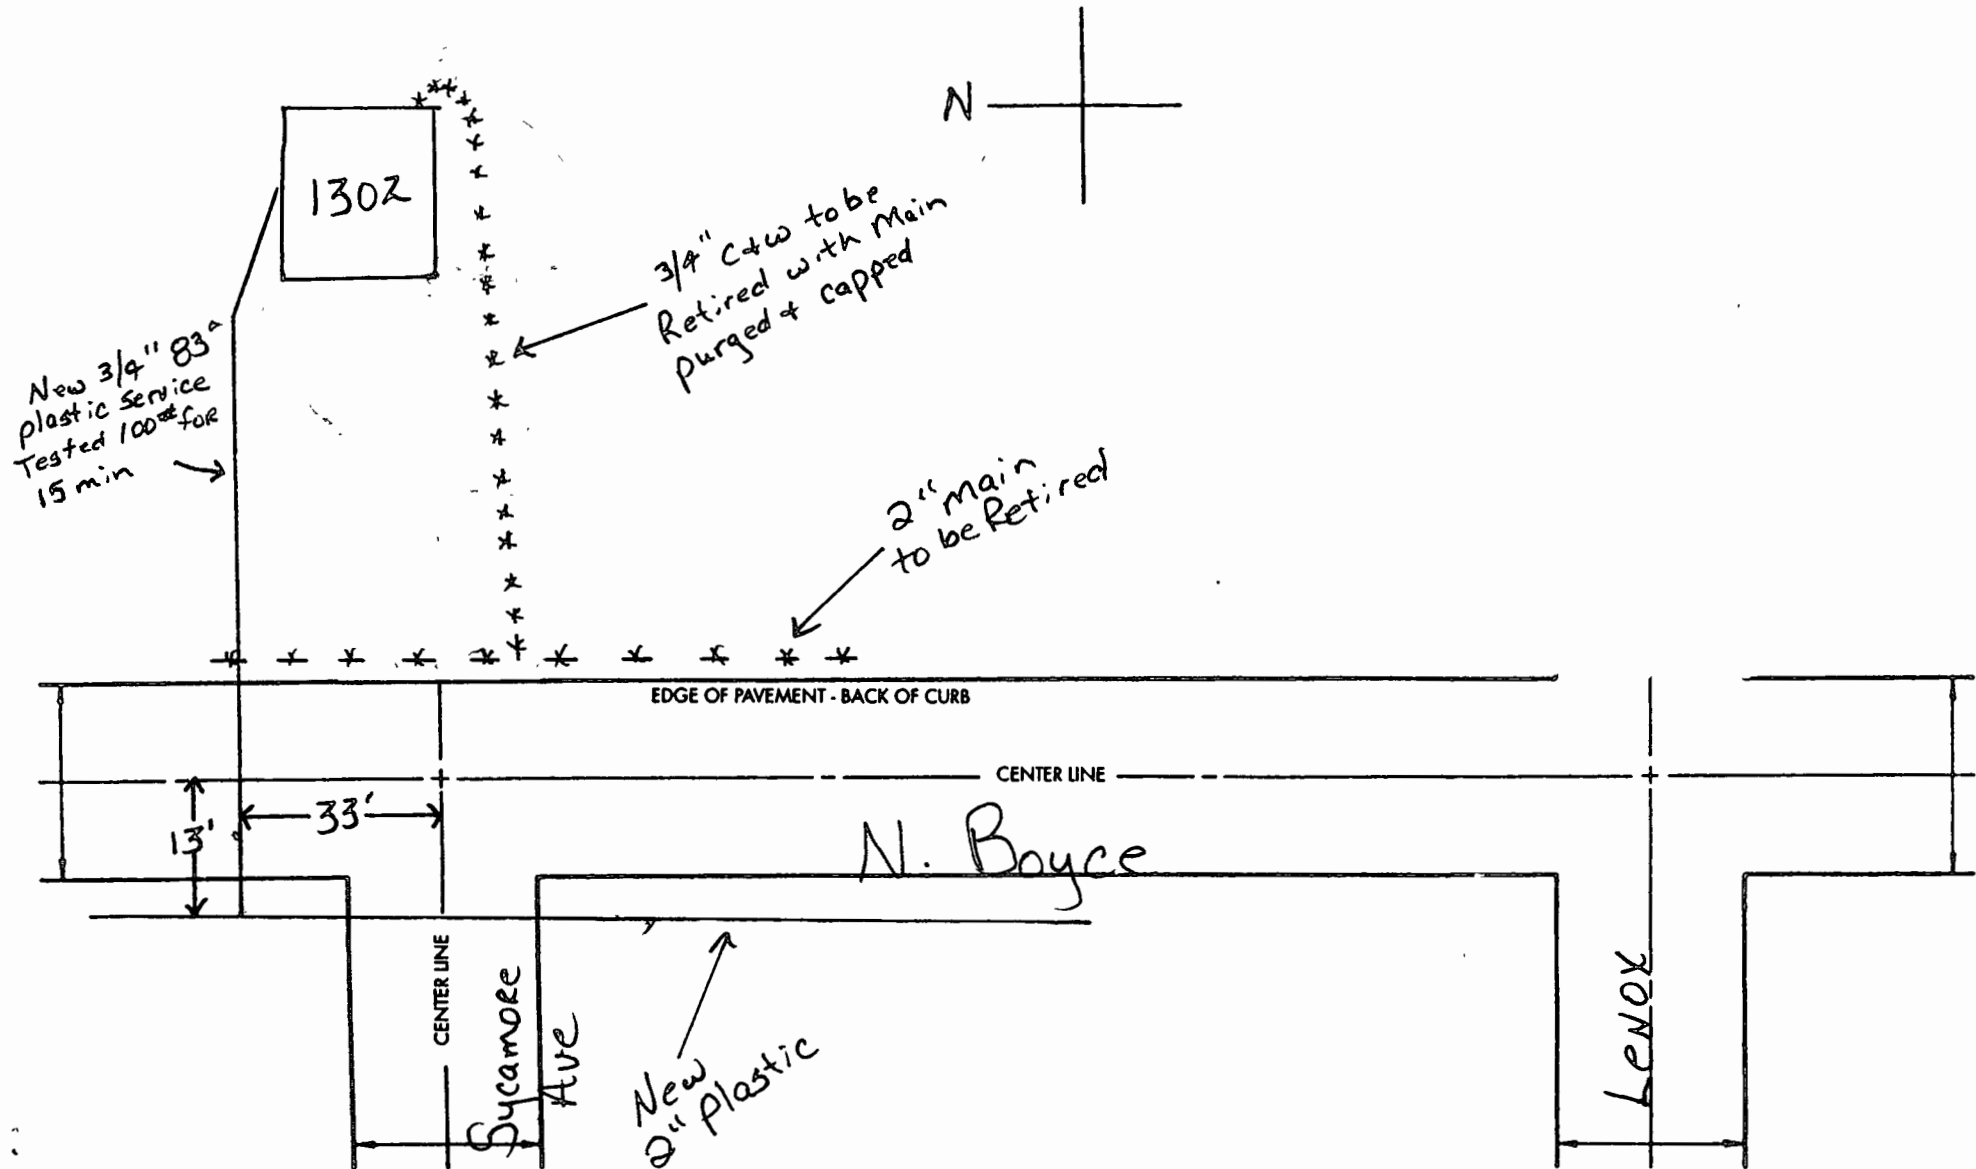 N
1302
3/4" C+W to be
Retired with Main
purged + capped
New 3/4" 83'
plastic service
Tested 100# for
15 min
2" main
to be Retired
EDGE OF PAVEMENT - BACK OF CURB
CENTER LINE
33'
13'
N. Boyce
CENTER LINE
Sycamore
Ave
New
2" Plastic
Lenox